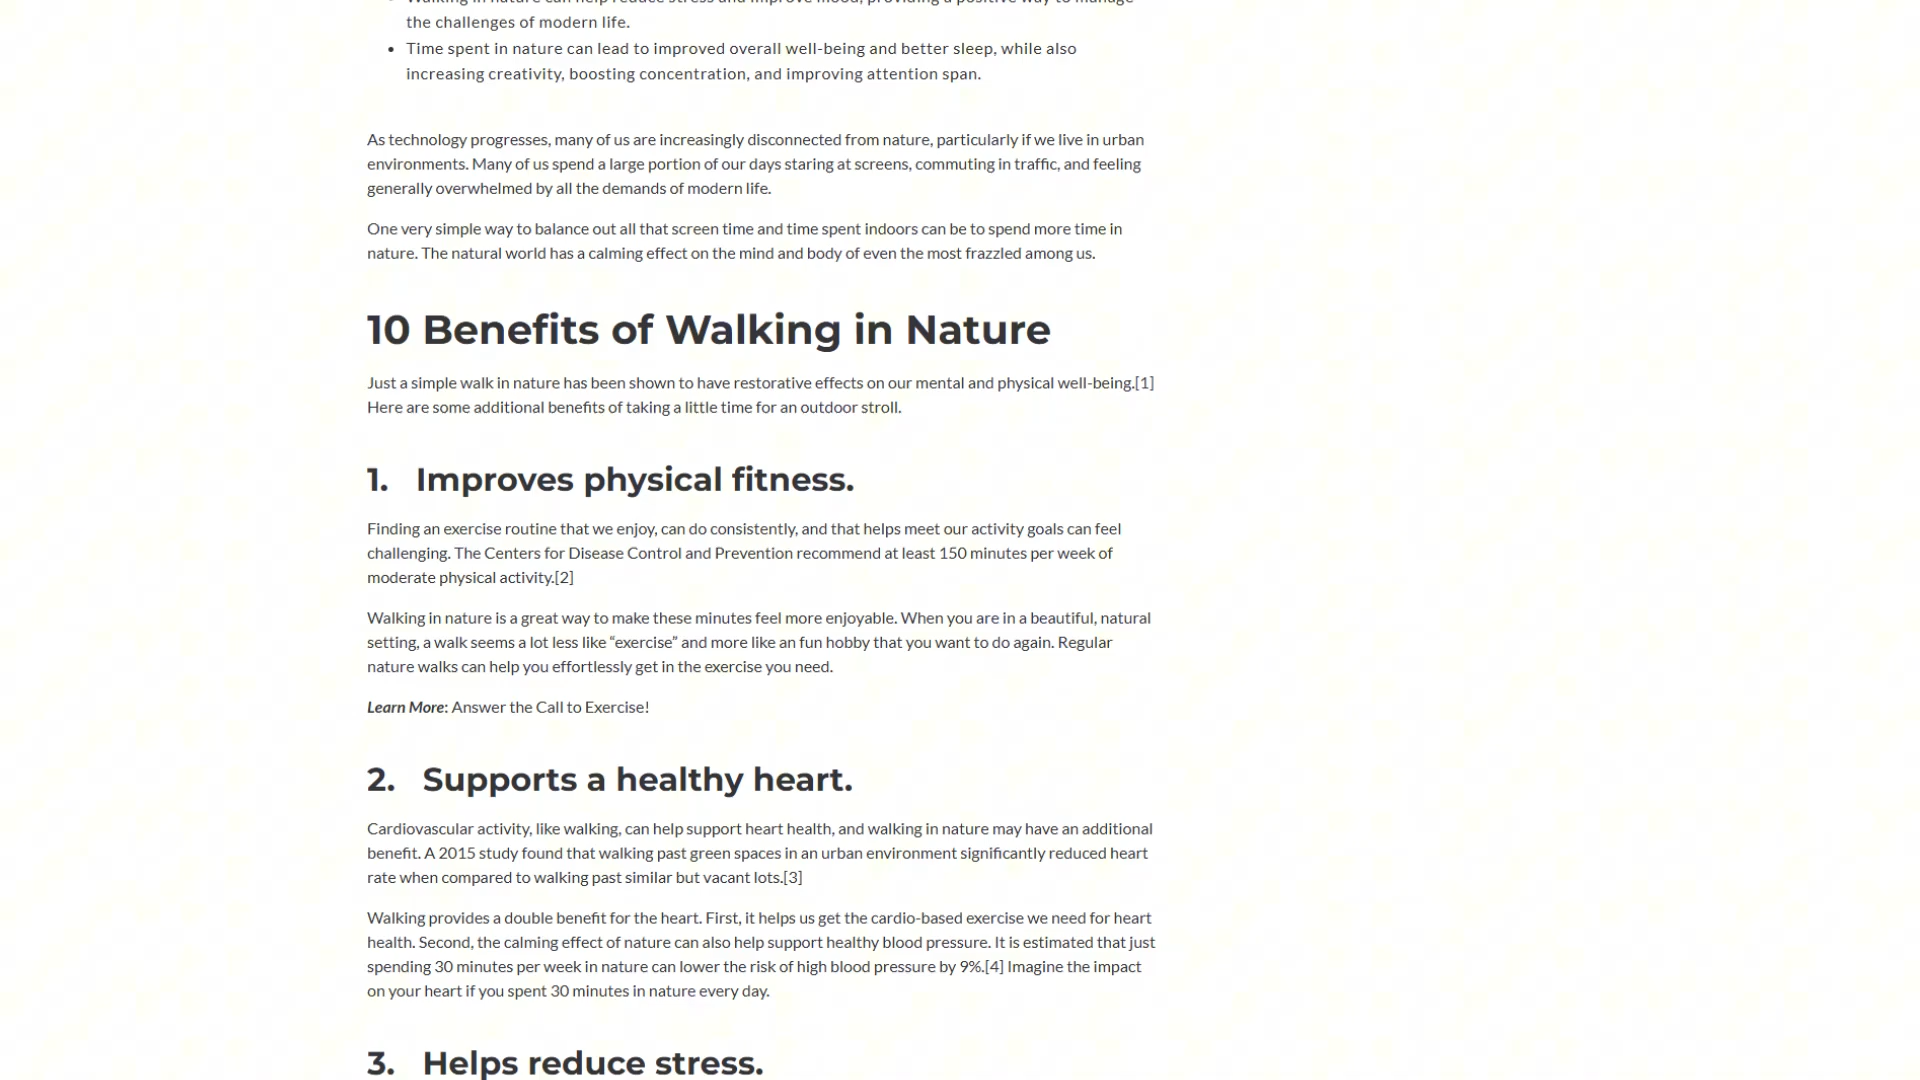 Walking in nature can help reduce stress and improve mood, providing a positive way to manage
the challenges of modern life.
Time spent in nature can lead to improved overall well-being and better sleep, while also
increasing creativity, boosting concentration, and improving attention span.
As technology progresses, many of us are increasingly disconnected from nature, particularly if we live in urban
environments. Many of us spend a large portion of our days staring at screens, commuting in traffic, and feeling
generally overwhelmed by all the demands of modern life.
One very simple way to balance out all that screen time and time spent indoors can be to spend more time in
nature. The natural world has a calming effect on the mind and body of even the most frazzled among us.
10 Benefits of Walking in Nature
Just a simple walk in nature has been shown to have restorative effects on our mental and physical well-being.[1]
Here are some additional benefits of taking a little time for an outdoor stroll.
1. Improves physical fitness.
Finding an exercise routine that we enjoy, can do consistently, and that helps meet our activity goals can feel
challenging. The Centers for Disease Control and Prevention recommend at least 150 minutes per week of
moderate physical activity.[2]
Walking in nature is a great way to make these minutes feel more enjoyable. When you are in a beautiful, natural
setting, a walk seems a lot less like “exercise” and more like an fun hobby that you want to do again. Regular
nature walks can help you effortlessly get in the exercise you need.
Learn More: Answer the Call to Exercise!
2. Supports a healthy heart.
Cardiovascular activity, like walking, can help support heart health, and walking in nature may have an additional
benefit. A 2015 study found that walking past green spaces in an urban environment significantly reduced heart
rate when compared to walking past similar but vacant lots.[3]
Walking provides a double benefit for the heart. First, it helps us get the cardio-based exercise we need for heart
health. Second, the calming effect of nature can also help support healthy blood pressure. It is estimated that just
spending 30 minutes per week in nature can lower the risk of high blood pressure by 9%.[4] Imagine the impact
on your heart if you spent 30 minutes in nature every day.
3. Helps reduce stress.